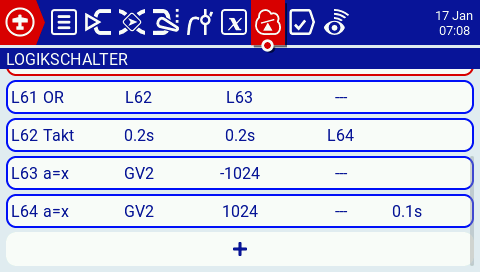 17 Jan
07:08
LOGIKSCHALTER
L61 OR L62 L63 ---
L62 Takt 0.2s 0.2s L64
L63 a=x GV2 -1024 ---
L64 a=x GV2 1024 --- 0.1s
+